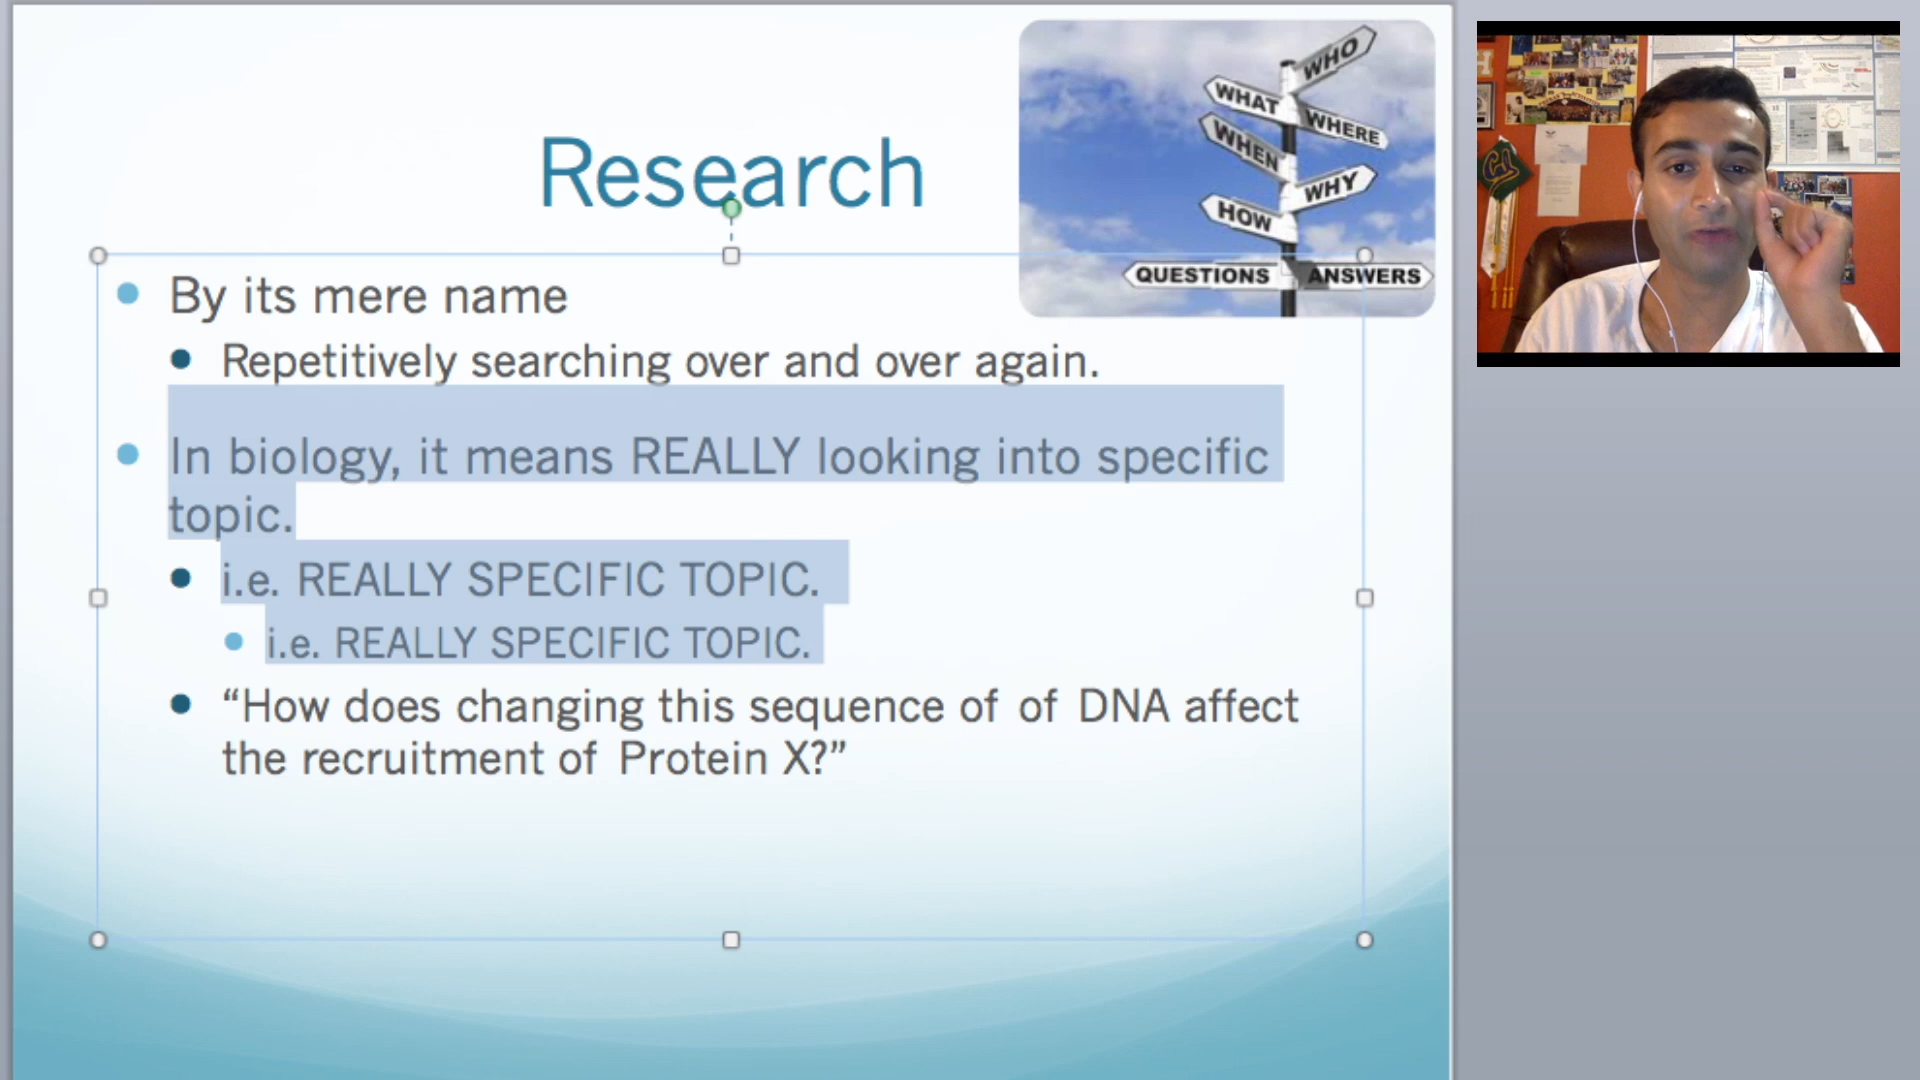 Research
WHO
WHAT
WHERE
WHEN
WHY
HOW
QUESTIONS ANSWERS
By its mere name
Repetitively searching over and over again.
In biology, it means REALLY looking into specific
topic.
i.e. REALLY SPECIFIC TOPIC.
i.e. REALLY SPECIFIC TOPIC.
“How does changing this sequence of of DNA affect
the recruitment of Protein X?”